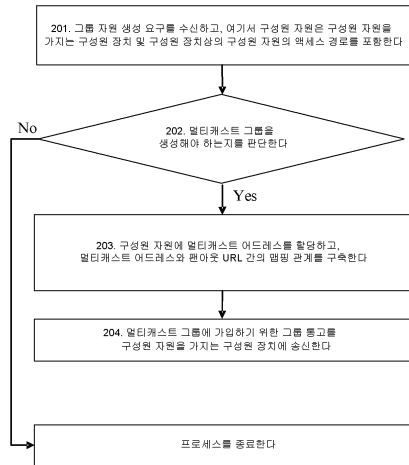 201. 그룹 자원 생성 요구를 수신하고, 여기서 구성원 자원은 구성원 자원을
가지는 구성원 장치 및 구성원 장치상의 구성원 자원의 액세스 경로를 포함한다
No
202. 멀티캐스트 그룹을
생성해야 하는지를 판단한다
Yes
203. 구성원 자원에 멀티캐스트 어드레스를 할당하고,
멀티캐스트 어드레스와 팬아웃 URL 간의 맵핑 관계를 구축한다
204. 멀티캐스트 그룹에 가입하기 위한 그룹 통고를
구성원 자원을 가지는 구성원 장치에 송신한다
프로세스를 종료한다